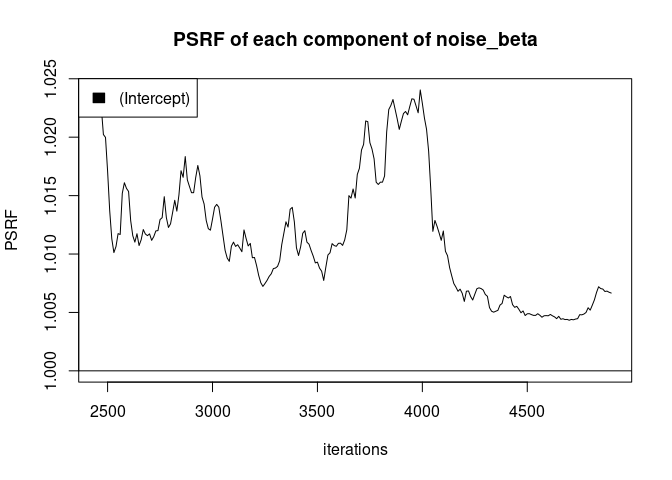 PSRF of each component of noise_beta
(Intercept)
PSRF
1.025
1.020
1.015
1.010
1.005
1.000
2500 3000 3500 4000 4500
iterations